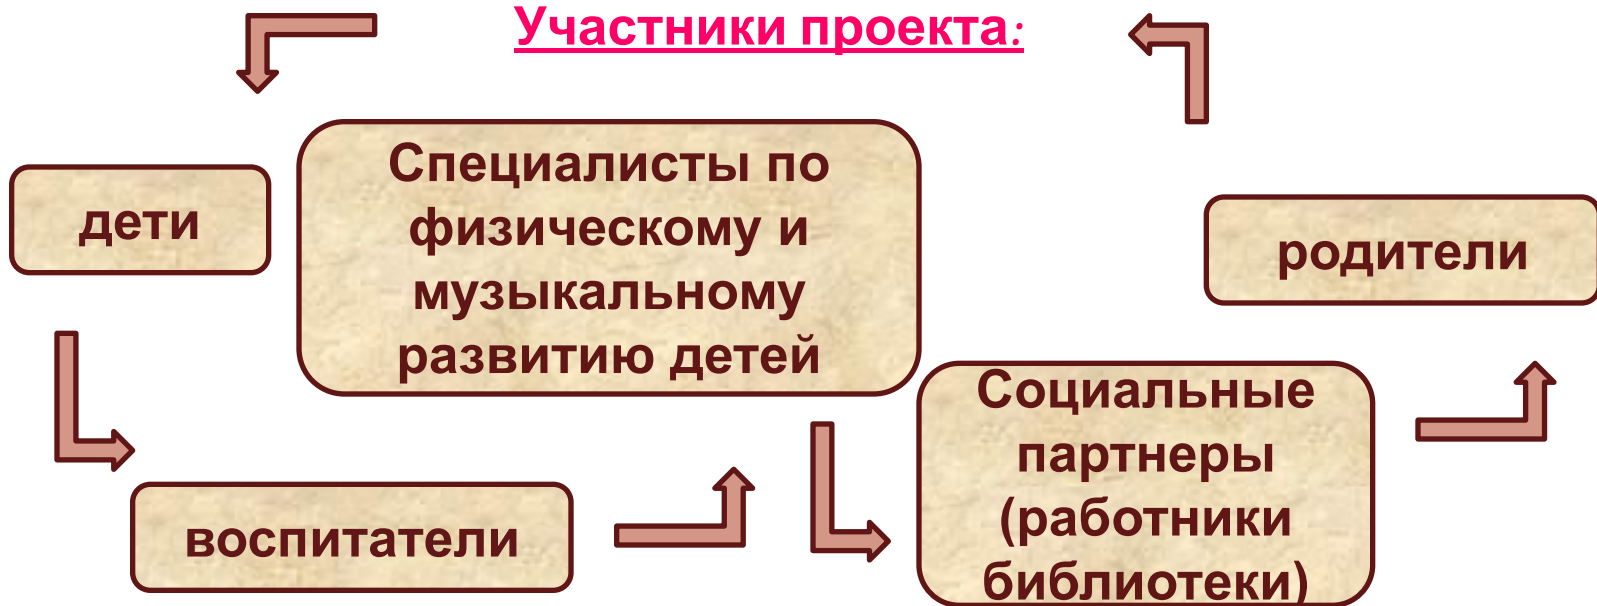 Участники проекта:
дети
Специалисты по
физическому и
музыкальному
развитию детей
родители
воспитатели
Социальные
партнеры
(работники
библиотеки)